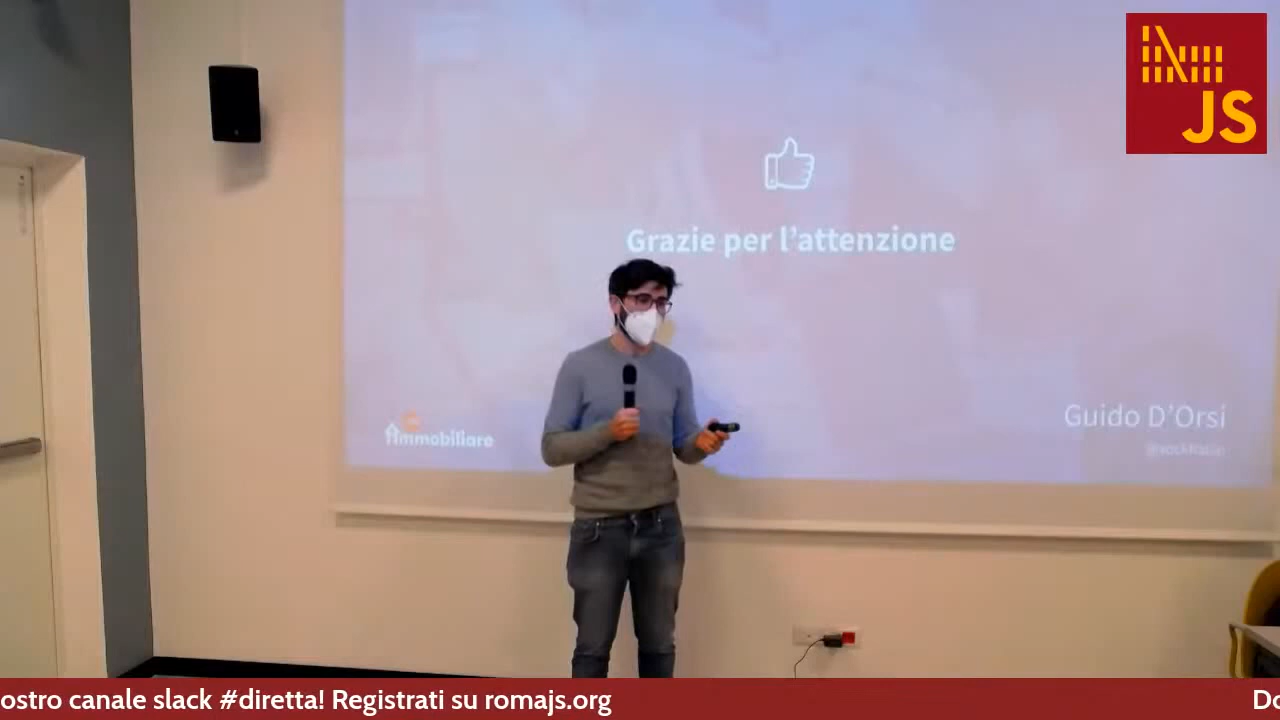 JS
Grazie per l'attenzione
Guido D'Orsi
immobiliare
ostro canale slack #diretta! Registrati su romajs.org
Do